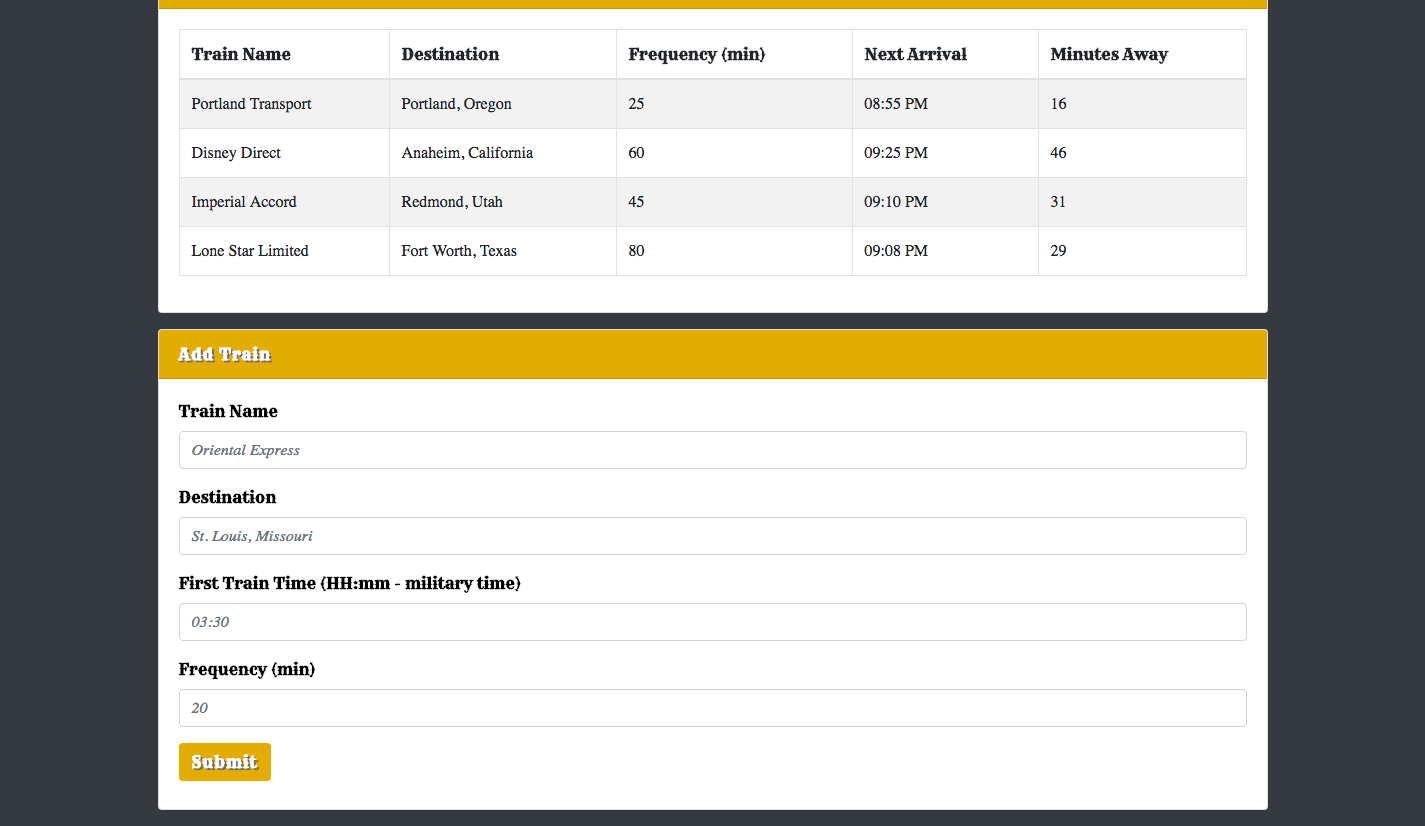 Train Name Destination Frequency (min) Next Arrival Minutes Away
Portland Transport Portland, Oregon 25 08:55 PM 16
Disney Direct Anaheim, California 60 09:25 PM 46
Imperial Accord Redmond, Utah 45 09:10 PM 31
Lone Star Limited Fort Worth, Texas 80 09:08 PM 29
Add Train
Train Name
Oriental Express
Destination
St. Louis, Missouri
First Train Time (HH:mm - military time)
03:30
Frequency (min)
20
Submit